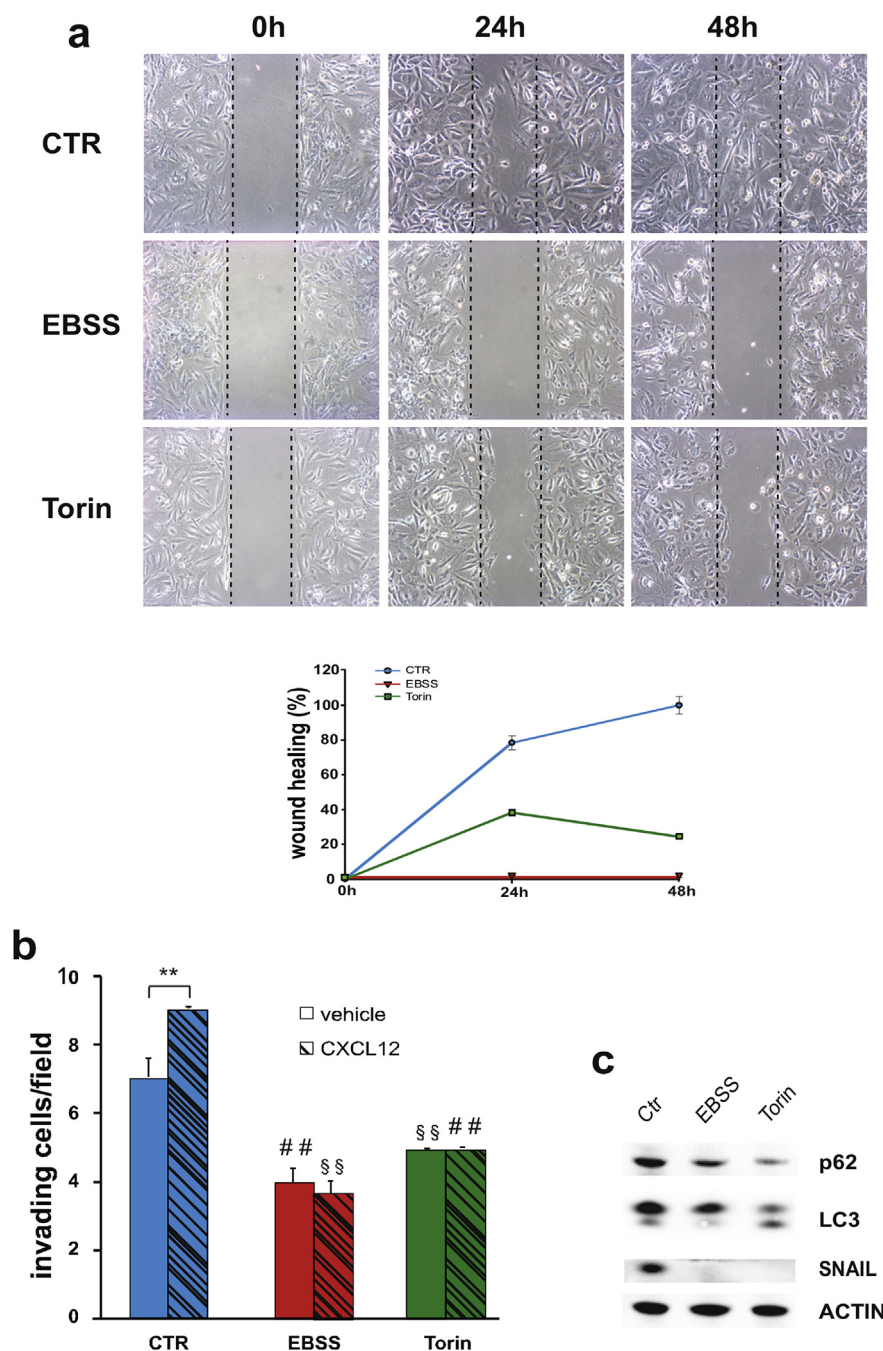 a
0h 24h 48h
CTR
EBSS
Torin
wound healing (%)
120
100
80
60
40
20
0
CTR
EBSS
Torin
0h 24h 48h
b
invading cells/field
10
8
6
4
2
0
**
vehicle
CXCL12
# #
§ §
§ §
# #
CTR EBSS Torin
c
Ctr EBSS Torin
p62
LC3
SNAIL
ACTIN